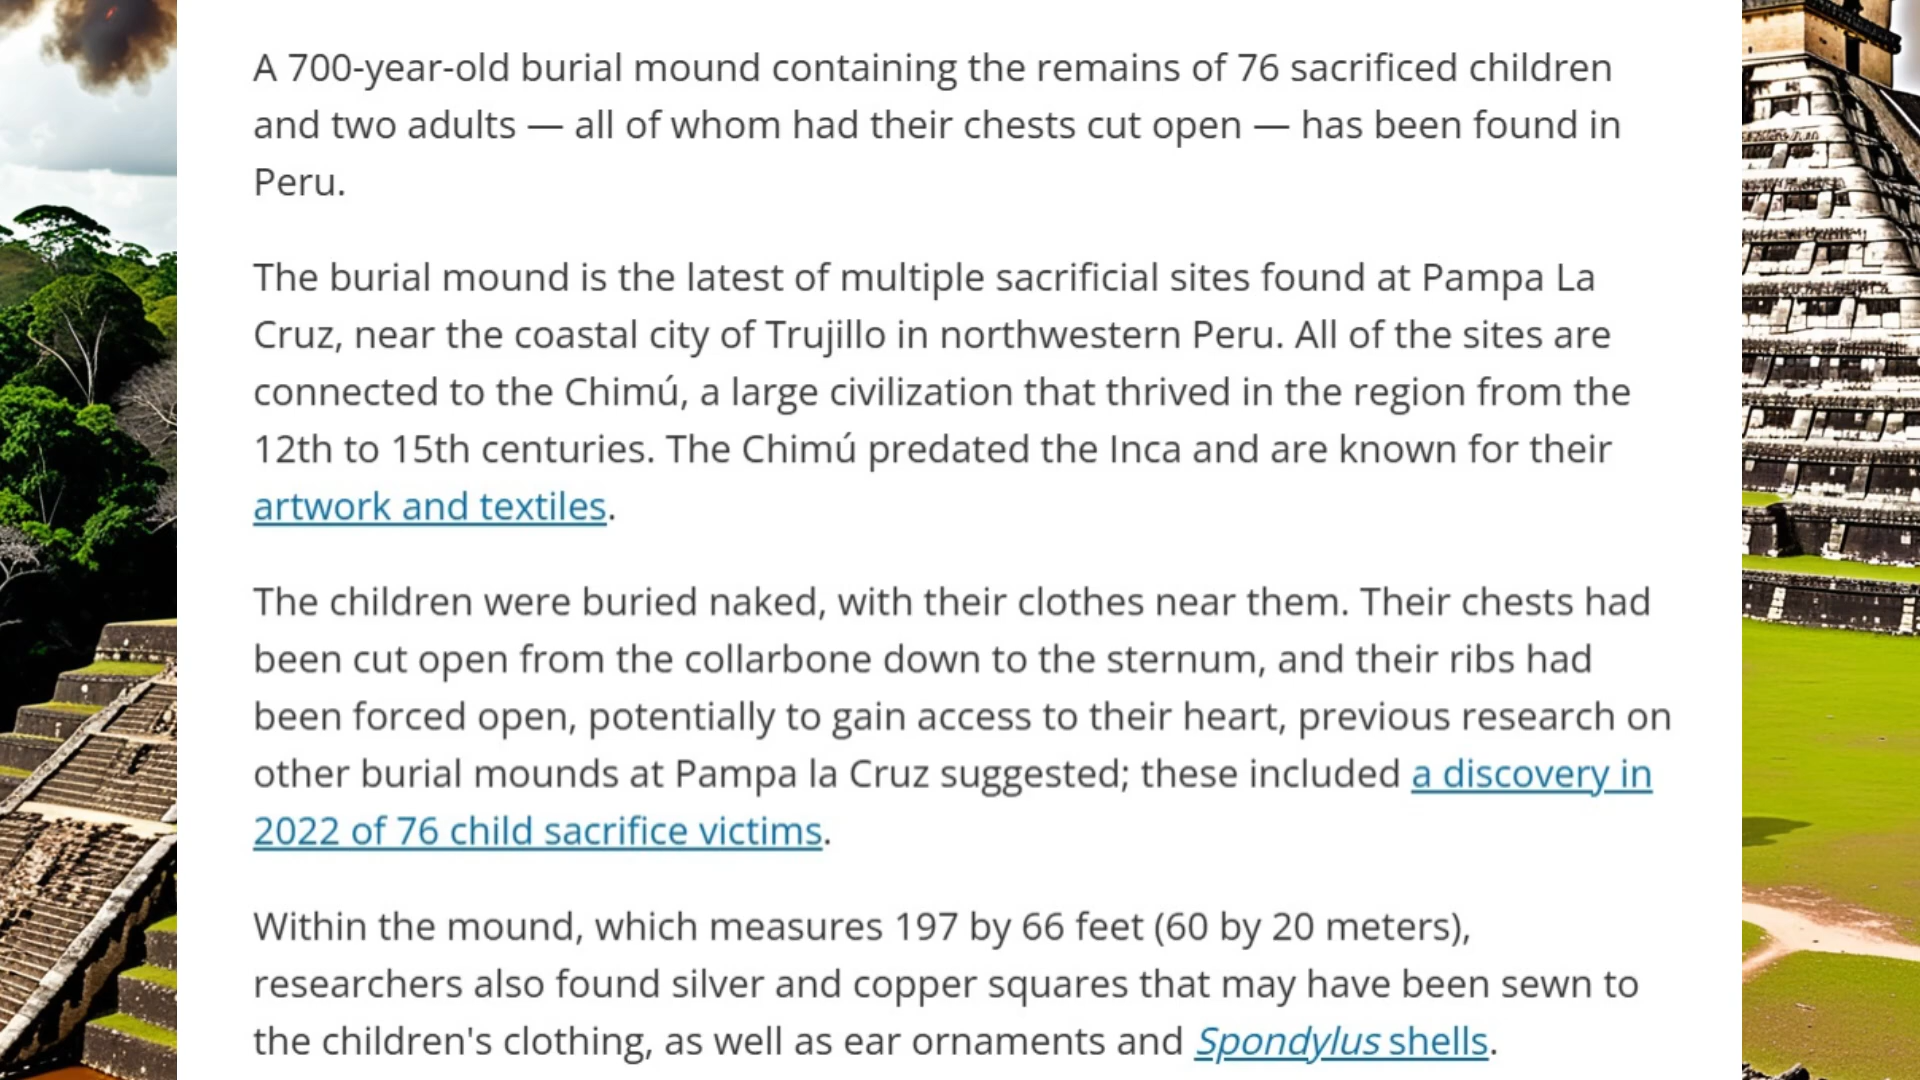 A 700-year-old burial mound containing the remains of 76 sacrificed children
and two adults — all of whom had their chests cut open — has been found in
Peru.
The burial mound is the latest of multiple sacrificial sites found at Pampa La
Cruz, near the coastal city of Trujillo in northwestern Peru. All of the sites are
connected to the Chimú, a large civilization that thrived in the region from the
12th to 15th centuries. The Chimú predated the Inca and are known for their
artwork and textiles.
The children were buried naked, with their clothes near them. Their chests had
been cut open from the collarbone down to the sternum, and their ribs had
been forced open, potentially to gain access to their heart, previous research on
other burial mounds at Pampa la Cruz suggested; these included a discovery in
2022 of 76 child sacrifice victims.
Within the mound, which measures 197 by 66 feet (60 by 20 meters),
researchers also found silver and copper squares that may have been sewn to
the children's clothing, as well as ear ornaments and Spondylus shells.